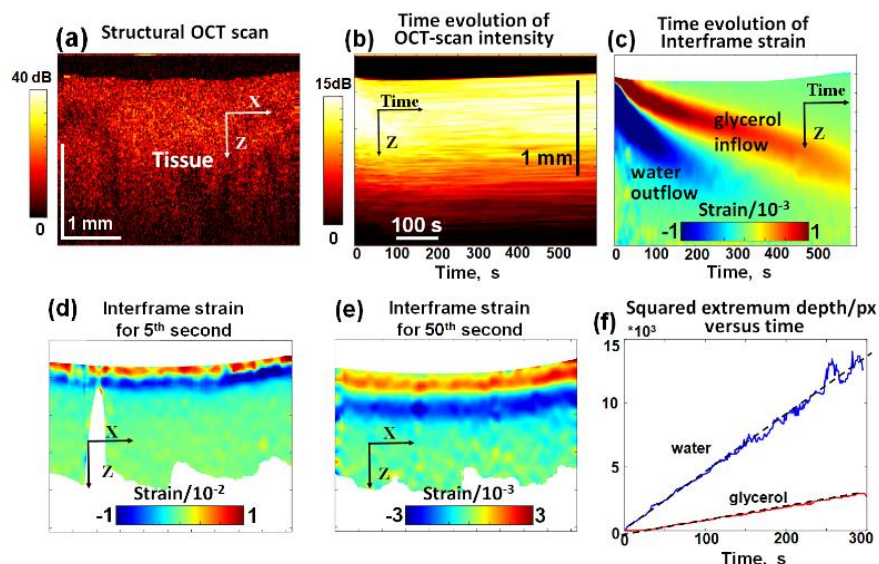 (a) Structural OCT scan
40 dB
0
X
Z
Tissue
1 mm
(b) Time evolution of
OCT-scan intensity
15dB
0
Time
Z
1 mm
100 s
0 100 200 300 400 500
Time, s
(c) Time evolution of
Interframe strain
Time
Z
glycerol
inflow
water
outflow
Strain/10⁻³
-1 1
0 100 200 300 400 500
Time, s
(d) Interframe strain
for 5th second
X
Z
Strain/10⁻²
-1 1
(e) Interframe strain
for 50th second
X
Z
Strain/10⁻³
-3 3
(f) Squared extremum depth/px
versus time
*10³
15
12
9
6
3
0
water
glycerol
0 100 200 300
Time, s